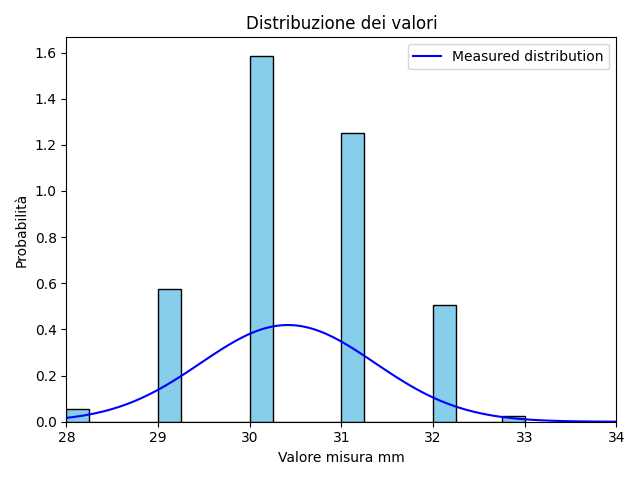 Distribuzione dei valori
Measured distribution
1.6
1.4
1.2
1.0
0.8
0.6
0.4
0.2
0.0
Probabilità
28 29 30 31 32 33 34
Valore misura mm